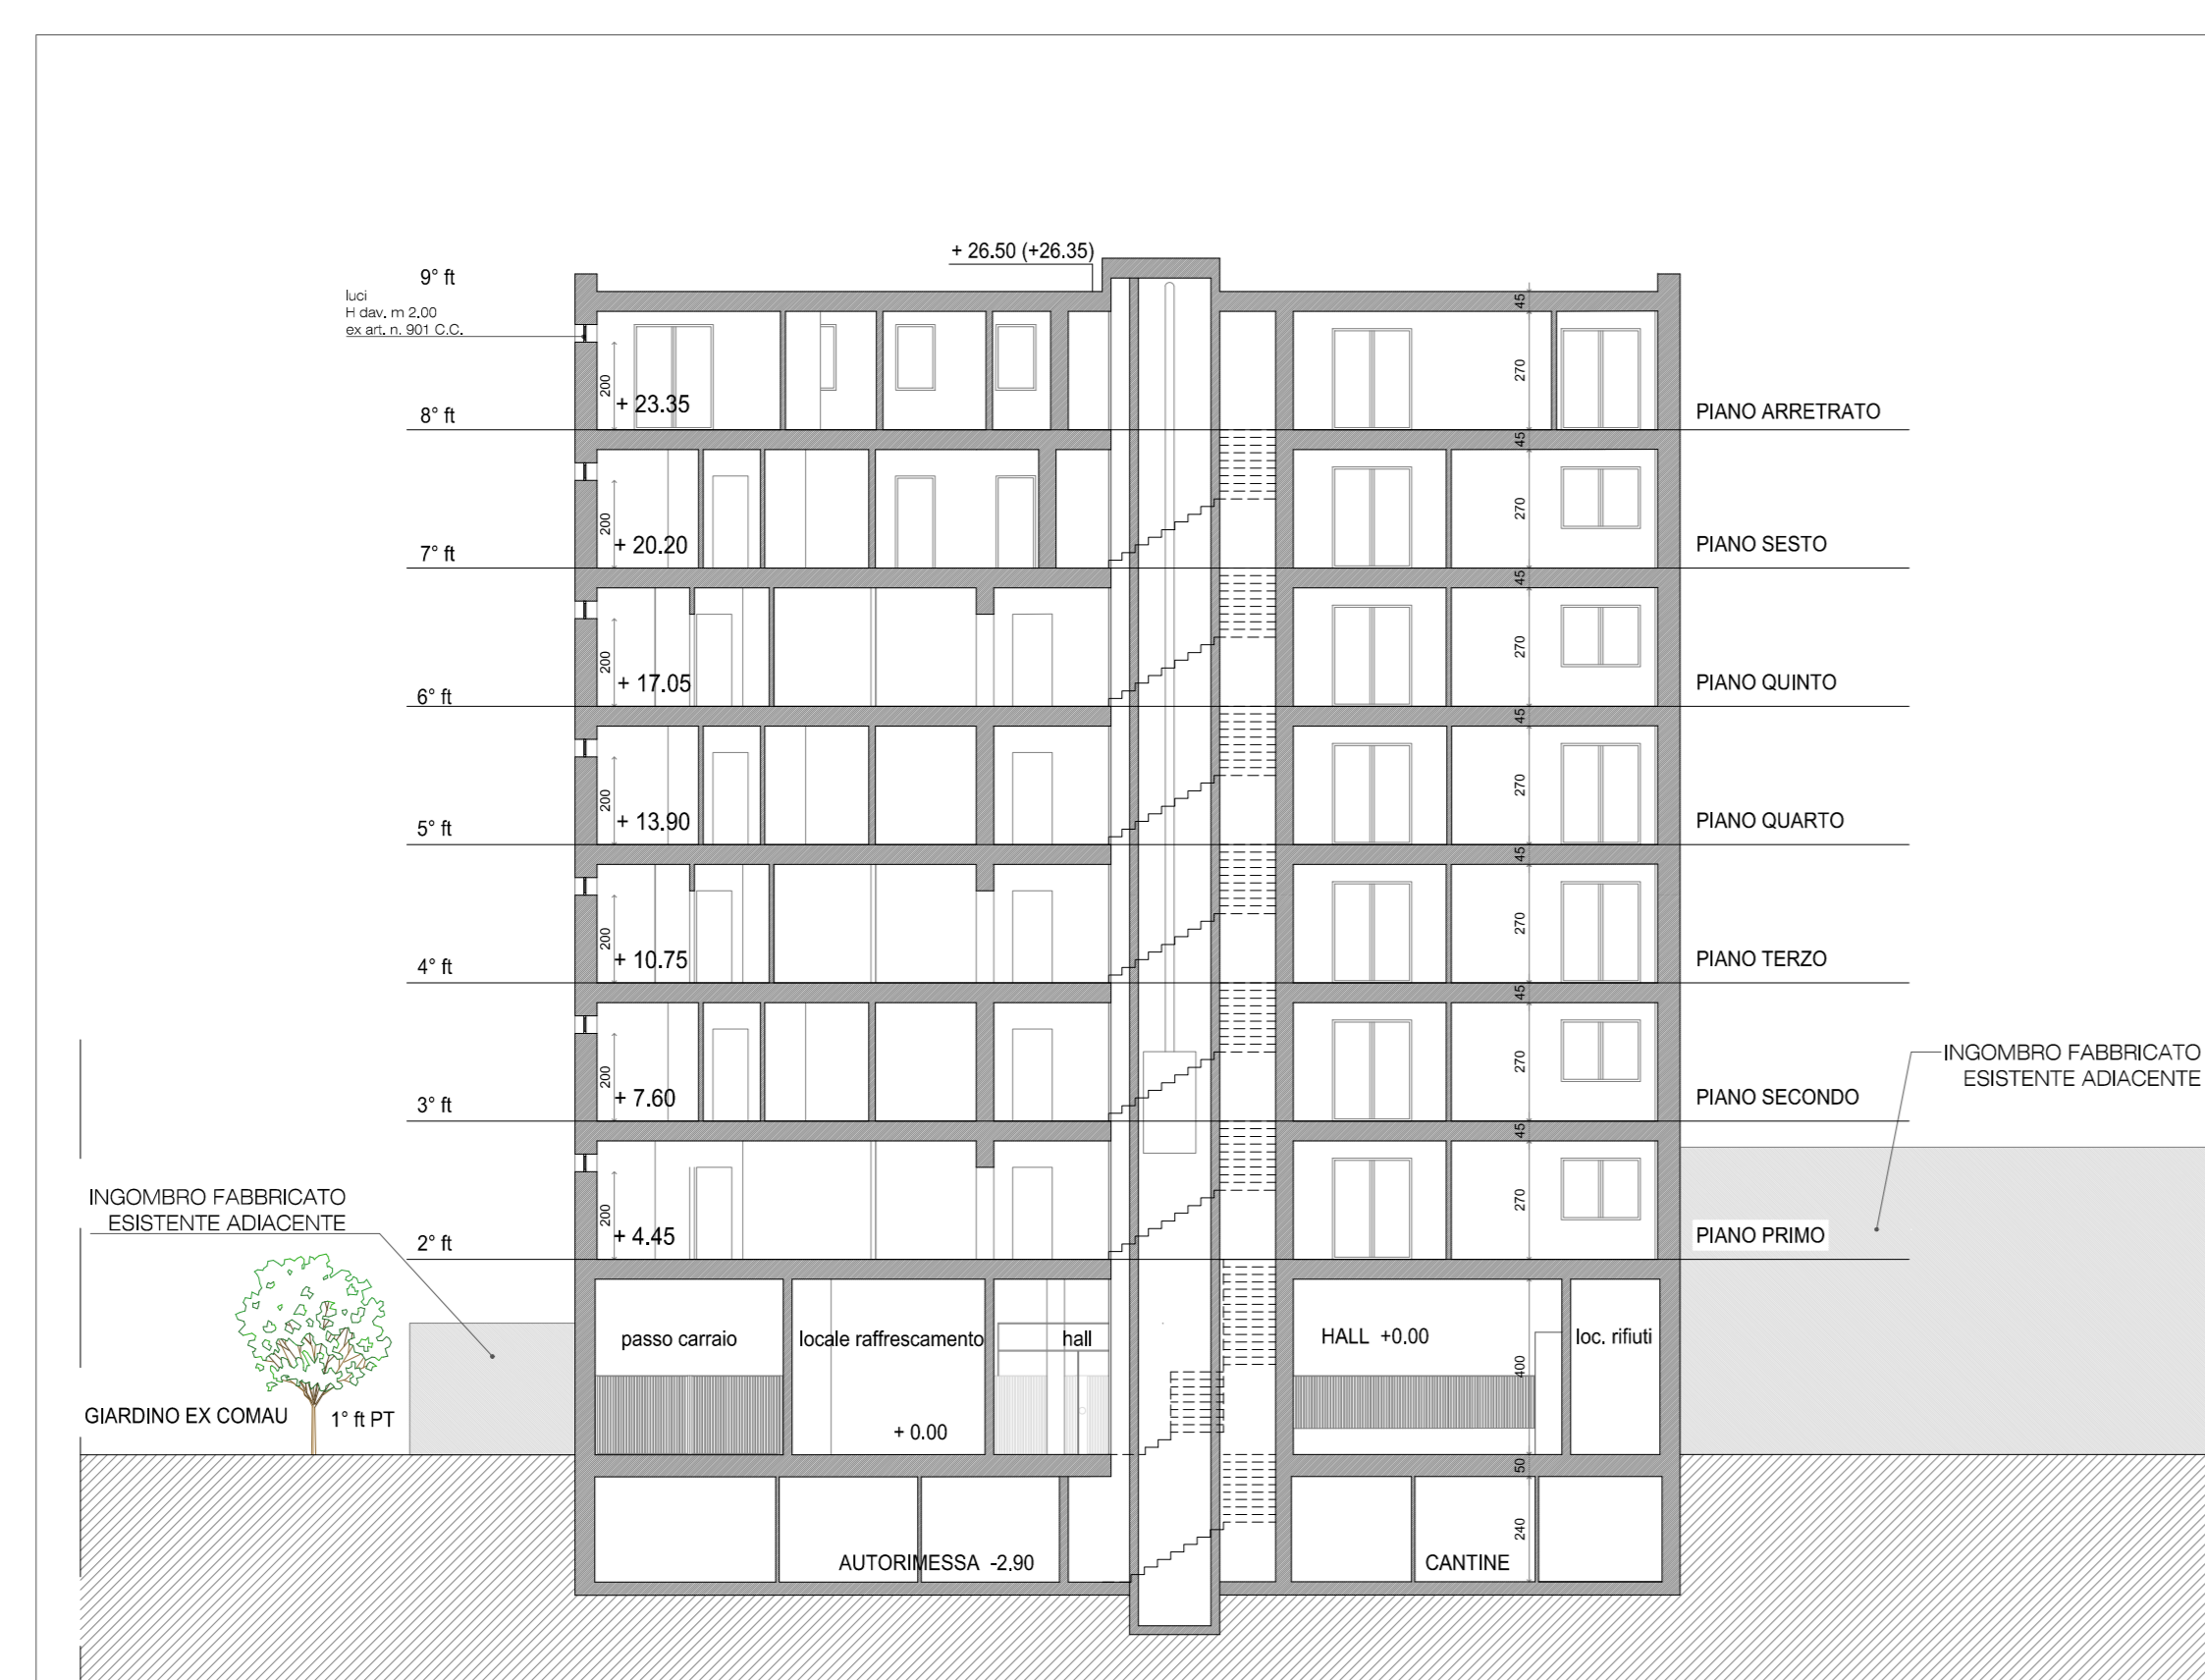 + 26.50 (+26.35)
9° ft
luci
H dav. m 2.00
ex art. n. 901 C.C.
45
200
270
+ 23.35
8° ft
PIANO ARRETRATO
45
200
270
+ 20.20
7° ft
PIANO SESTO
45
200
270
+ 17.05
6° ft
PIANO QUINTO
45
200
270
+ 13.90
5° ft
PIANO QUARTO
45
200
270
+ 10.75
4° ft
PIANO TERZO
45
200
270
+ 7.60
3° ft
PIANO SECONDO
INGOMBRO FABBRICATO
ESISTENTE ADIACENTE
45
INGOMBRO FABBRICATO
ESISTENTE ADIACENTE
200
270
+ 4.45
2° ft
PIANO PRIMO
passo carraio
locale raffrescamento
hall
HALL +0.00
loc. rifiuti
400
GIARDINO EX COMAU
1° ft PT
+ 0.00
50
240
AUTORIMESSA -2.90
CANTINE